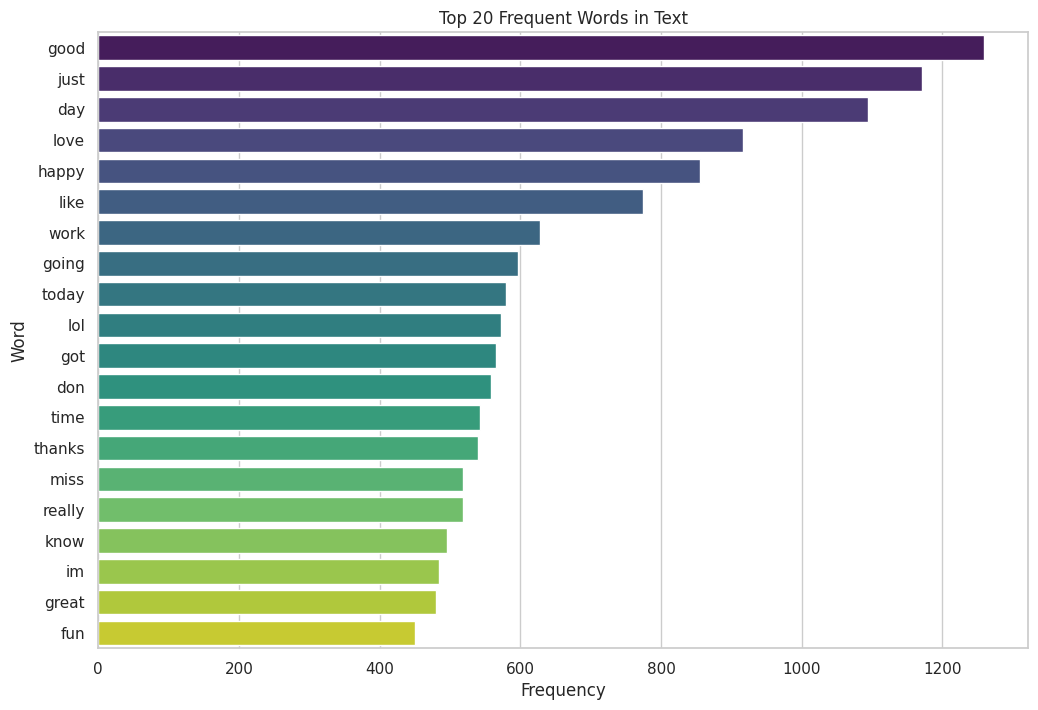 Top 20 Frequent Words in Text
good
just
day
love
happy
like
work
going
today
lol
got
don
time
thanks
miss
really
know
im
great
fun
Word
0 200 400 600 800 1000 1200
Frequency